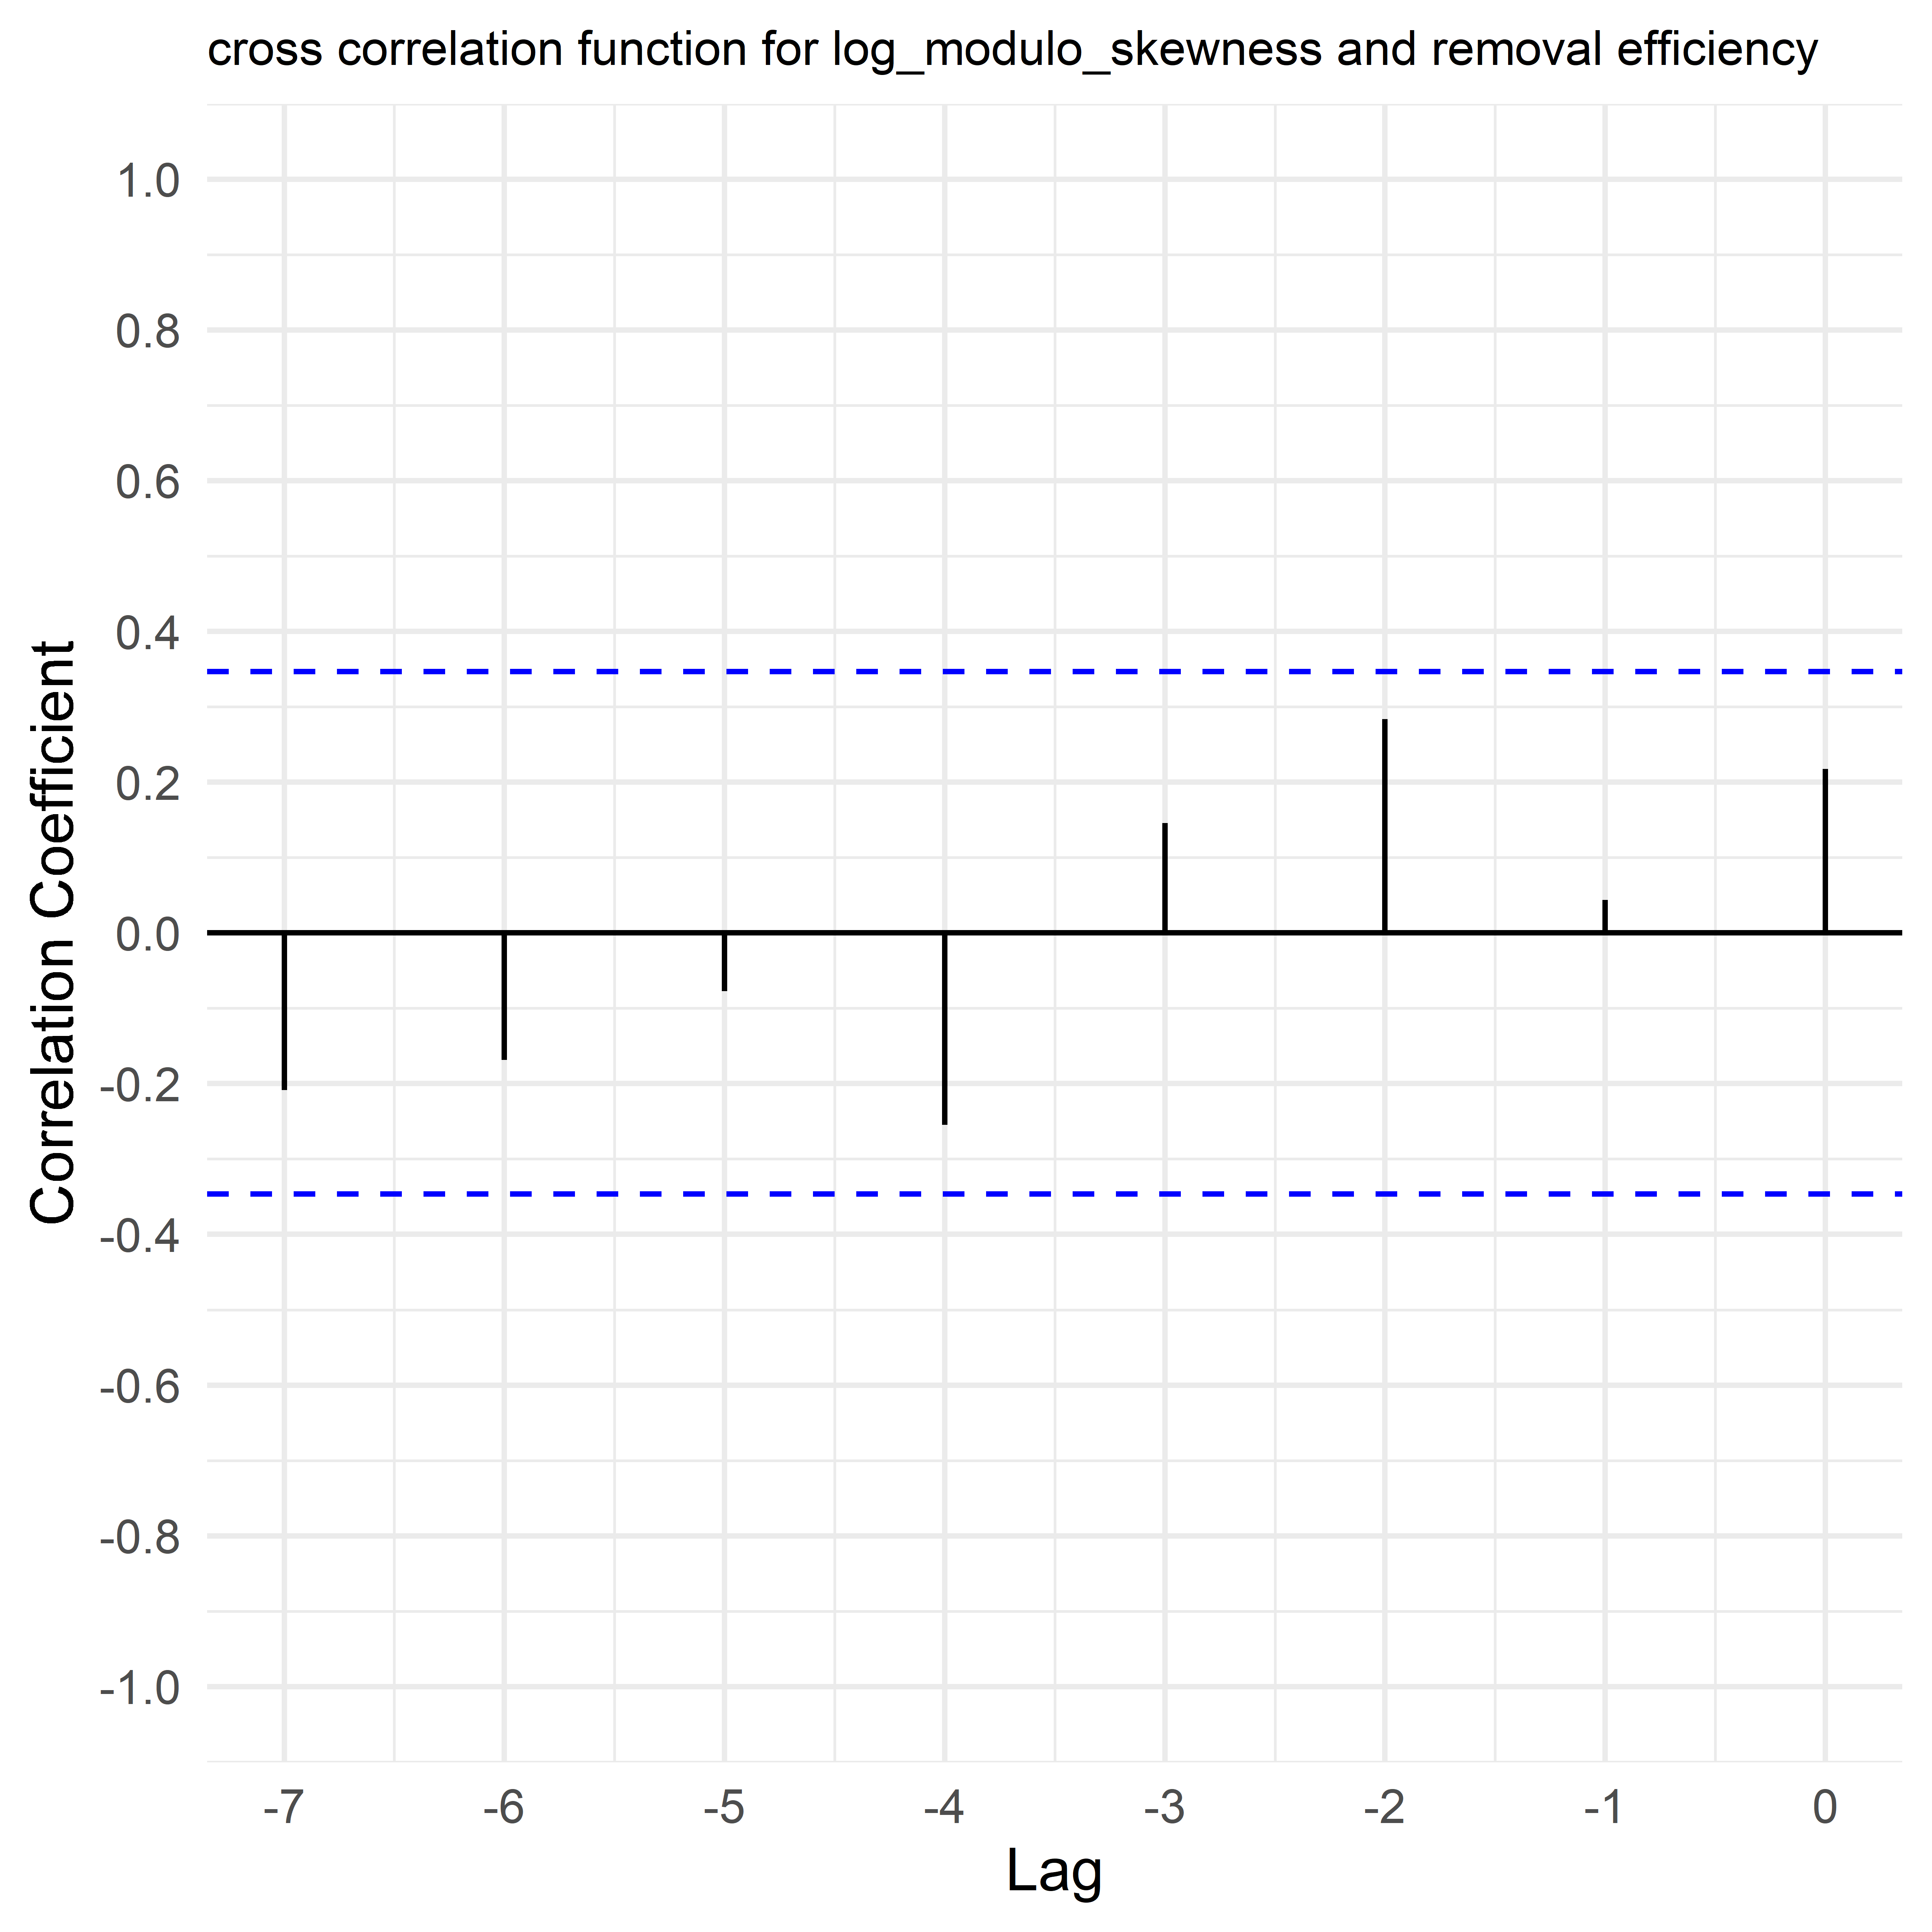 cross correlation function for log_modulo_skewness and removal efficiency
Correlation Coefficient
1.0
0.8
0.6
0.4
0.2
0.0
-0.2
-0.4
-0.6
-0.8
-1.0
-7 -6 -5 -4 -3 -2 -1 0
Lag